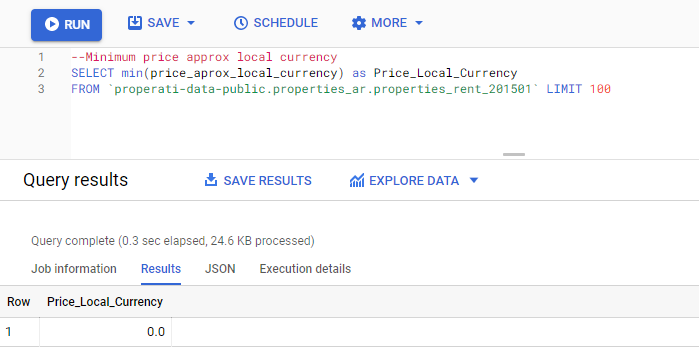 RUN SAVE SCHEDULE MORE
1 --Minimum price approx local currency
2 SELECT min(price_aprox_local_currency) as Price_Local_Currency
3 FROM `properati-data-public.properties_ar.properties_rent_201501` LIMIT 100
Query results SAVE RESULTS EXPLORE DATA
Query complete (0.3 sec elapsed, 24.6 KB processed)
Job information Results JSON Execution details
Row Price_Local_Currency
1 0.0